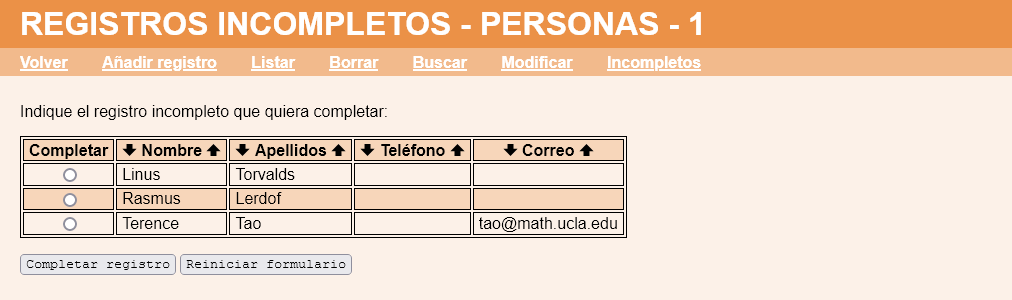 REGISTROS INCOMPLETOS - PERSONAS - 1
Volver Añadir registro Listar Borrar Buscar Modificar Incompletos
Indique el registro incompleto que quiera completar:
Completar 🡇 Nombre 🡅 🡇 Apellidos 🡅 🡇 Teléfono 🡅 🡇 Correo 🡅
Linus Torvalds
Rasmus Lerdof
Terence Tao tao@math.ucla.edu
Completar registro Reiniciar formulario